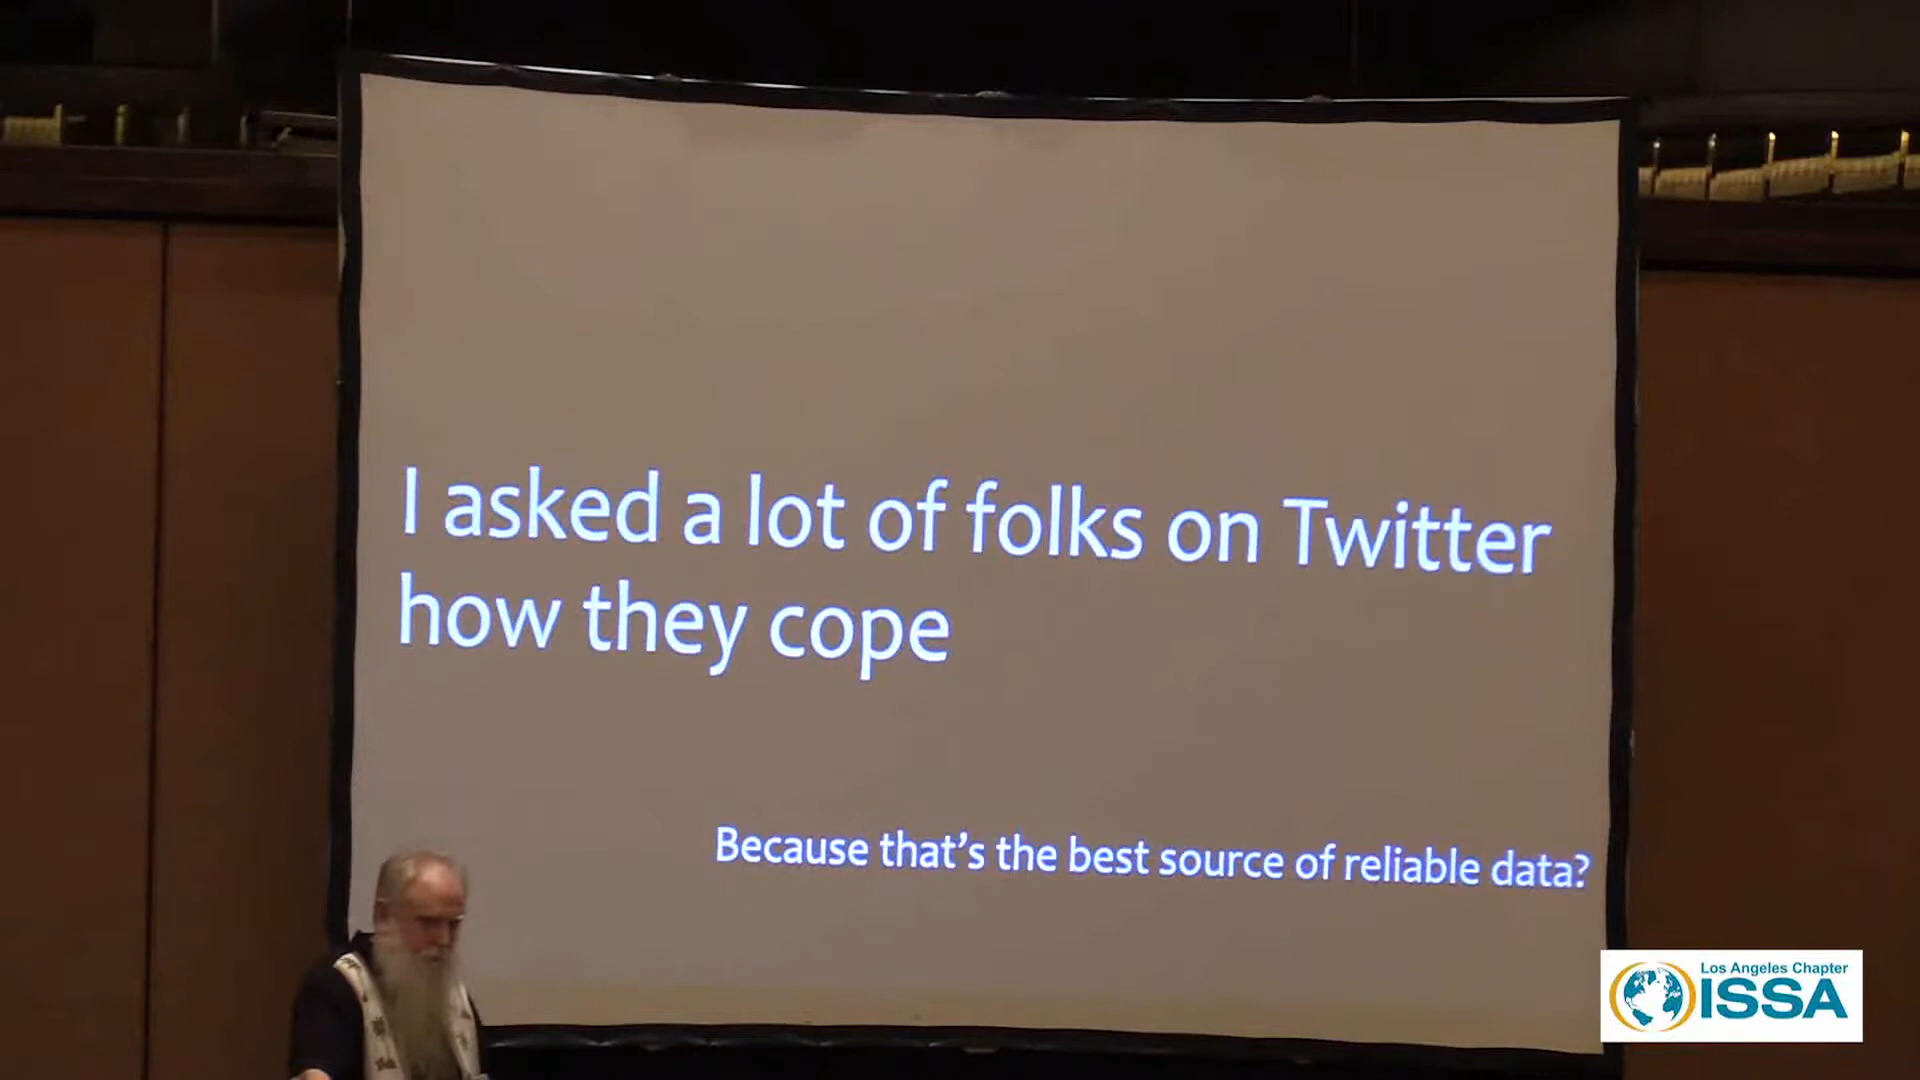 I asked a lot of folks on Twitter
how they cope
Because that's the best source of reliable data?
Los Angeles Chapter
ISSA